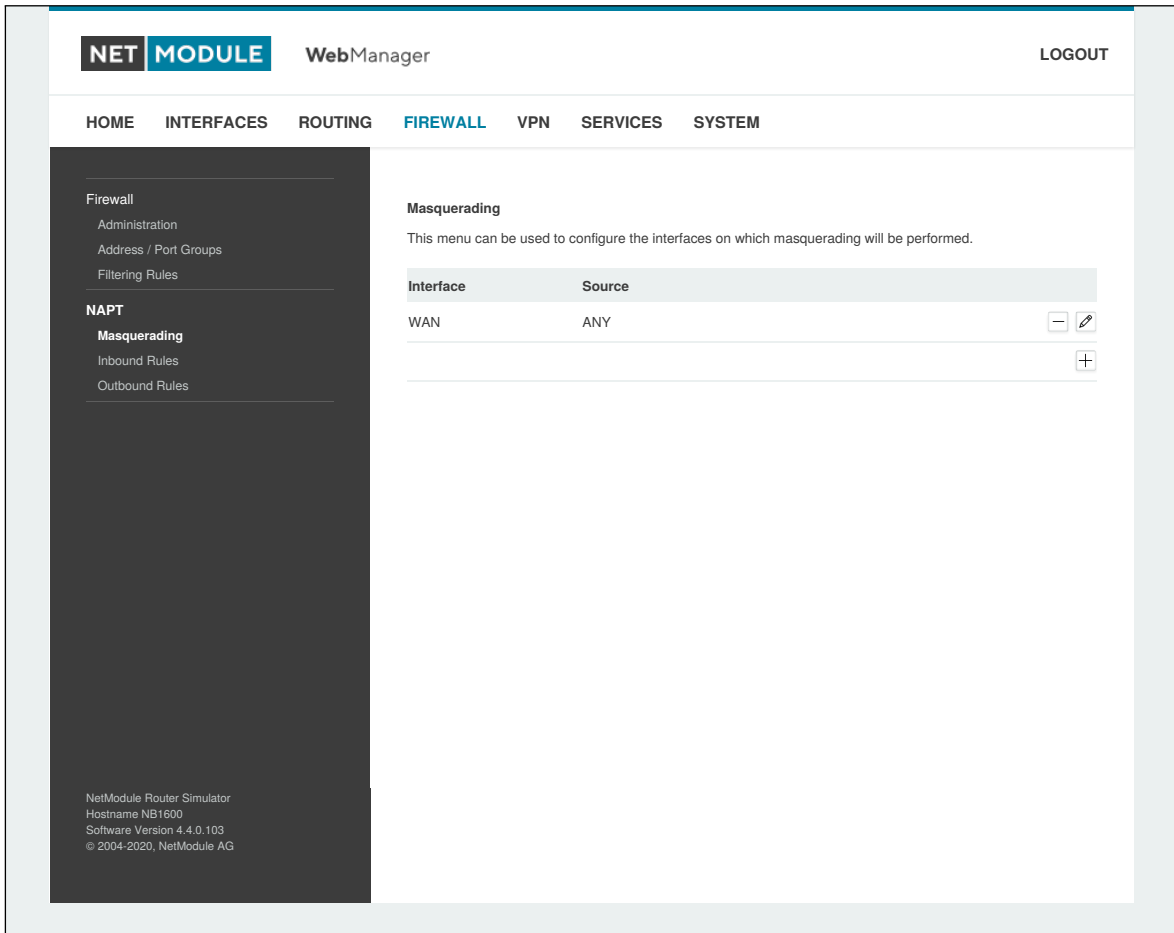 NET MODULE WebManager LOGOUT
HOME INTERFACES ROUTING FIREWALL VPN SERVICES SYSTEM
Firewall
Administration
Address / Port Groups
Filtering Rules
NAPT
Masquerading
Inbound Rules
Outbound Rules
Masquerading
This menu can be used to configure the interfaces on which masquerading will be performed.
Interface Source
WAN ANY
NetModule Router Simulator
Hostname NB1600
Software Version 4.4.0.103
© 2004-2020, NetModule AG